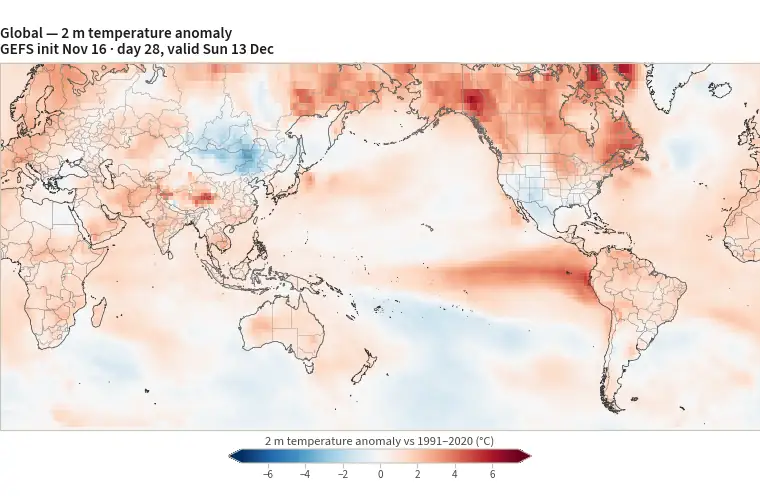 Global — 2 m temperature anomaly
GEFS init Nov 16 · day 28, valid Sun 13 Dec
2 m temperature anomaly vs 1991–2020 (°C)
−6 −4 −2 0 2 4 6